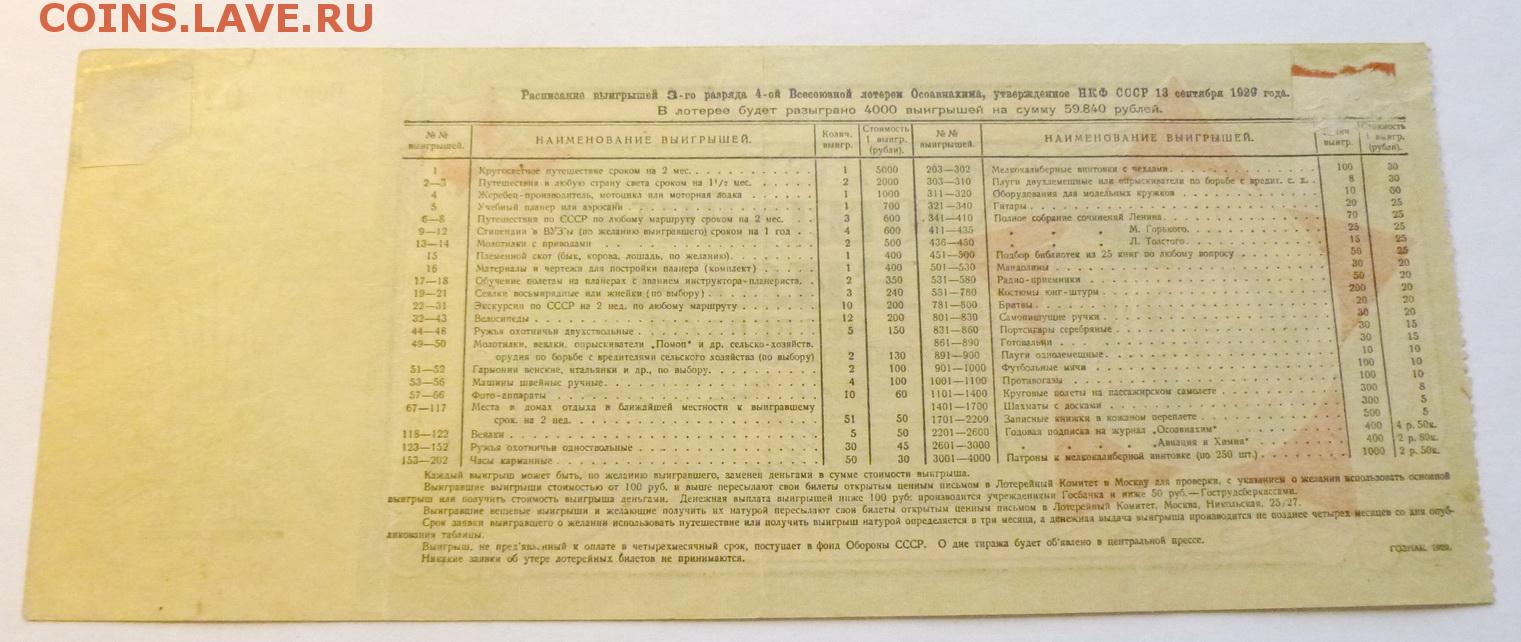 COINS.LAVE.RU
Расписание выигрышей 3-го разряда 4-ой Всесоюзной лотереи Осоавиахима, утвержденное НКФ СССР 13 сентября 1929 года.
В лотерее будет разыграно 4000 выигрышей на сумму 59.840 рублей.
№№ выигрышей. НАИМЕНОВАНИЕ ВЫИГРЫШЕЙ. Колич. выигр. Стоимость 1 выигр. (рубли).
1 Кругосветное путешествие сроком на 2 мес. 1 5000
2—3 Путешествия в любую страну света сроком на 1 1/2 мес. 2 2000
4 Жеребец-производитель, мотоцикл или моторная лодка 1 1000
5 Учебный планер или аэросани 1 700
6—8 Путешествия по СССР по любому маршруту сроком на 2 мес. 3 600
9—12 Стипендии в ВУЗ'ы (по желанию выигравшего) сроком на 1 год 4 600
13—14 Молотилки с приводами 2 500
15 Племенной скот (бык, корова, лошадь, по желанию) 1 400
16 Материалы и чертежи для постройки планера (комплект) 1 400
17—18 Обучение полетам на планерах с званием инструктора-планериста. 2 350
19—21 Сеялки восьмирядные или жнейки (по выбору) 3 240
22—31 Экскурсии по СССР на 2 нед. по любому маршруту 10 200
32—43 Велосипеды 12 200
44—48 Ружья охотничьи двухствольные 5 150
49—50 Молотилки, веялки, опрыскиватели „Помоп" и др. сельско-хозяйств.
орудия по борьбе с вредителями сельского хозяйства (по выбору) 2 130
51—52 Гармонии венские, итальянки и др., по выбору 2 100
53—56 Машины швейные ручные 4 100
57—66 Фото-аппараты 10 60
67—117 Места в домах отдыха в ближайшей местности к выигравшему
срок. на 2 нед. 51 50
118—122 Веялки 5 50
123—152 Ружья охотничьи одноствольные 30 45
153—202 Часы карманные 50 30
№№ выигрышей. НАИМЕНОВАНИЕ ВЫИГРЫШЕЙ. выигр. Стоимость 1 выигр. (рубли).
203—302 Мелкокалиберные винтовки с чехлами 100 30
303—310 Плуги двухлемешные или опрыскиватели по борьбе с вредит. с. х. 8 30
311—320 Оборудования для модельных кружков 10 30
321—340 Гитары 20 25
341—410 Полное собрание сочинений Ленина 70 25
411—435 „ „ „ М. Горького 25 25
436—450 „ „ „ Л. Толстого 15 25
451—500 Подбор библиотек из 25 книг по любому вопросу 50 25
501—530 Мандолины 30 20
531—580 Радио-приемники 50 20
581—780 Костюмы юнг-штурм 200 20
781—800 Бритвы 20 20
801—830 Самопишущие ручки 30 20
831—860 Портсигары серебряные 30 15
861—890 Готовальни 30 15
891—900 Плуги одноземешные 10 10
901—1000 Футбольные мячи 100 10
1001—1100 Противогазы 100 10
1101—1400 Круговые полеты на пассажирском самолете 300 8
1401—1700 Шахматы с досками 300 5
1701—2200 Записные книжки в кожаном переплете 500 5
2201—2600 Годовая подписка на журнал „Осоавиахим" 400 4 р. 50к.
2601—3000 „ „ „ „Авиация и Химия" 400 2 р. 80к.
3001—4000 Патроны к мелкокалиберной винтовке (по 250 шт.) 1000 2 р. 50к.
Каждый выигрыш может быть, по желанию выигравшего, заменен деньгами в сумме стоимости выигрыша.
Выигравшие выигрыши стоимостью от 100 руб. и выше пересылают свои билеты открытым ценным письмом в Лотерейный Комитет в Москву для проверки, с указанием о желании использовать основной
выигрыш или получить стоимость выигрыша деньгами. Денежная выплата выигрышей ниже 100 руб. производится учреждениями Госбанка и ниже 50 руб.—Гострудсберкассами.
Выигравшие вещевые выигрыши и желающие получить их натурой пересылают свои билеты открытым ценным письмом в Лотерейный Комитет, Москва, Никольская, 25/27.
Срок заявки выигравшего о желании использовать путешествие или получить выигрыш натурой определяется в три месяца, а денежная выдача выигрыша производится не позднее четырех месяцев со дня опуб-
ликования таблицы.
Выигрыш, не пред'явленный к оплате в четырехмесячный срок, поступает в фонд Обороны СССР. О дне тиража будет об'явлено в центральной прессе.
Никакие заявки об утере лотерейных билетов не принимаются.
ГОЗНАК. 1929.